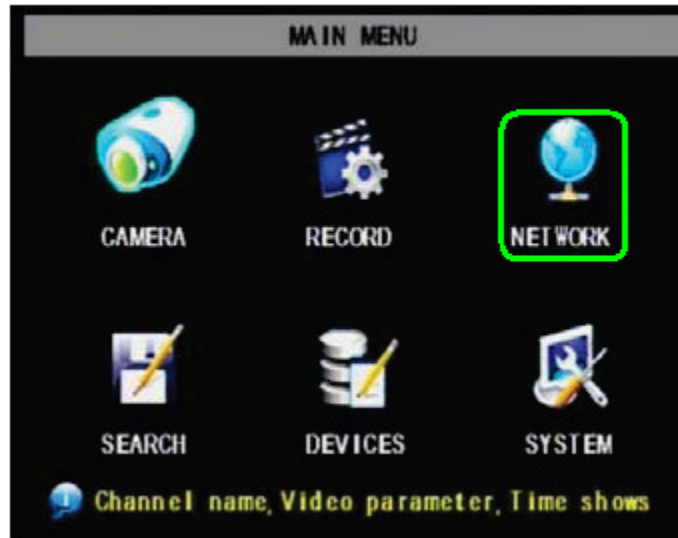 MAIN MENU
CAMERA RECORD NETWORK
SEARCH DEVICES SYSTEM
Channel name, Video parameter, Time shows